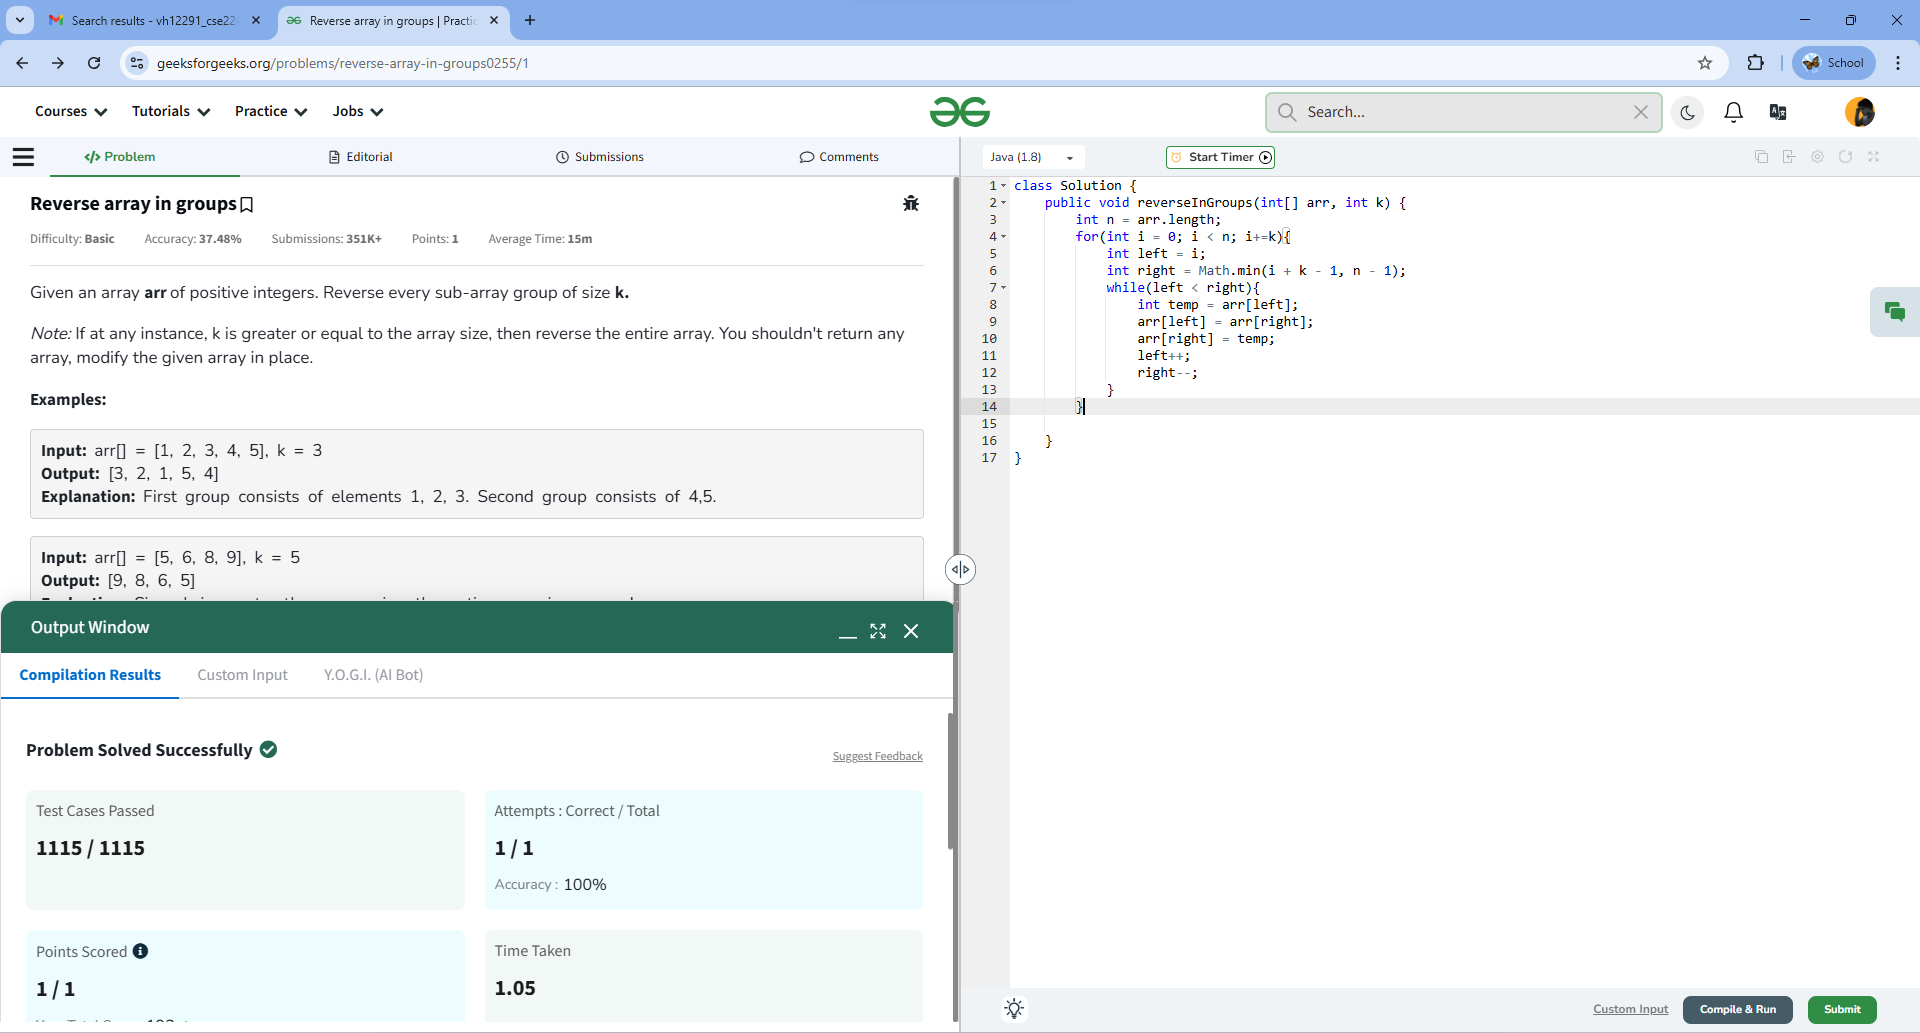 Search results - vh12291_cse22
Reverse array in groups | Practic
geeksforgeeks.org/problems/reverse-array-in-groups0255/1
School
Courses
Tutorials
Practice
Jobs
Search...
Problem
Editorial
Submissions
Comments
Java (1.8)
Start Timer
Reverse array in groups
Difficulty: Basic Accuracy: 37.48% Submissions: 351K+ Points: 1 Average Time: 15m
Given an array arr of positive integers. Reverse every sub-array group of size k.
Note: If at any instance, k is greater or equal to the array size, then reverse the entire array. You shouldn't return any
array, modify the given array in place.
Examples:
Input: arr[] = [1, 2, 3, 4, 5], k = 3
Output: [3, 2, 1, 5, 4]
Explanation: First group consists of elements 1, 2, 3. Second group consists of 4,5.
Input: arr[] = [5, 6, 8, 9], k = 5
Output: [9, 8, 6, 5]
Output Window
Compilation Results
Custom Input
Y.O.G.I. (AI Bot)
Problem Solved Successfully
Suggest Feedback
Test Cases Passed
1115 / 1115
Attempts : Correct / Total
1 / 1
Accuracy : 100%
Points Scored
1 / 1
Time Taken
1.05
1 class Solution {
2 public void reverseInGroups(int[] arr, int k) {
3 int n = arr.length;
4 for(int i = 0; i < n; i+=k){
5 int left = i;
6 int right = Math.min(i + k - 1, n - 1);
7 while(left < right){
8 int temp = arr[left];
9 arr[left] = arr[right];
10 arr[right] = temp;
11 left++;
12 right--;
13 }
14 }
15
16 }
17 }
Custom Input
Compile & Run
Submit